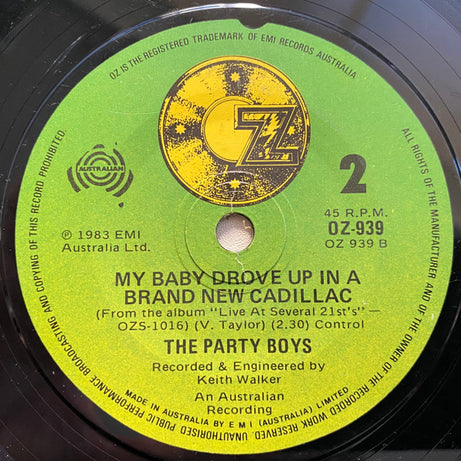 OZ IS THE REGISTERED TRADEMARK OF EMI RECORDS AUSTRALIA
OZ
AUSTRALIAN
2
℗ 1983 EMI
Australia Ltd.
45 R.P.M.
OZ-939
OZ 939 B
MY BABY DROVE UP IN A
BRAND NEW CADILLAC
(From the album "Live At Several 21st's" —
OZS-1016) (V. Taylor) (2.30) Control
THE PARTY BOYS
Recorded & Engineered by
Keith Walker
An Australian
Recording
MADE IN AUSTRALIA BY E M I (AUSTRALIA) LIMITED
ALL RIGHTS OF THE MANUFACTURER AND OF THE OWNER OF THE RECORDED WORK RESERVED UNAUTHORISED PUBLIC PERFORMANCE BROADCASTING AND COPYING OF THIS RECORD PROHIBITED